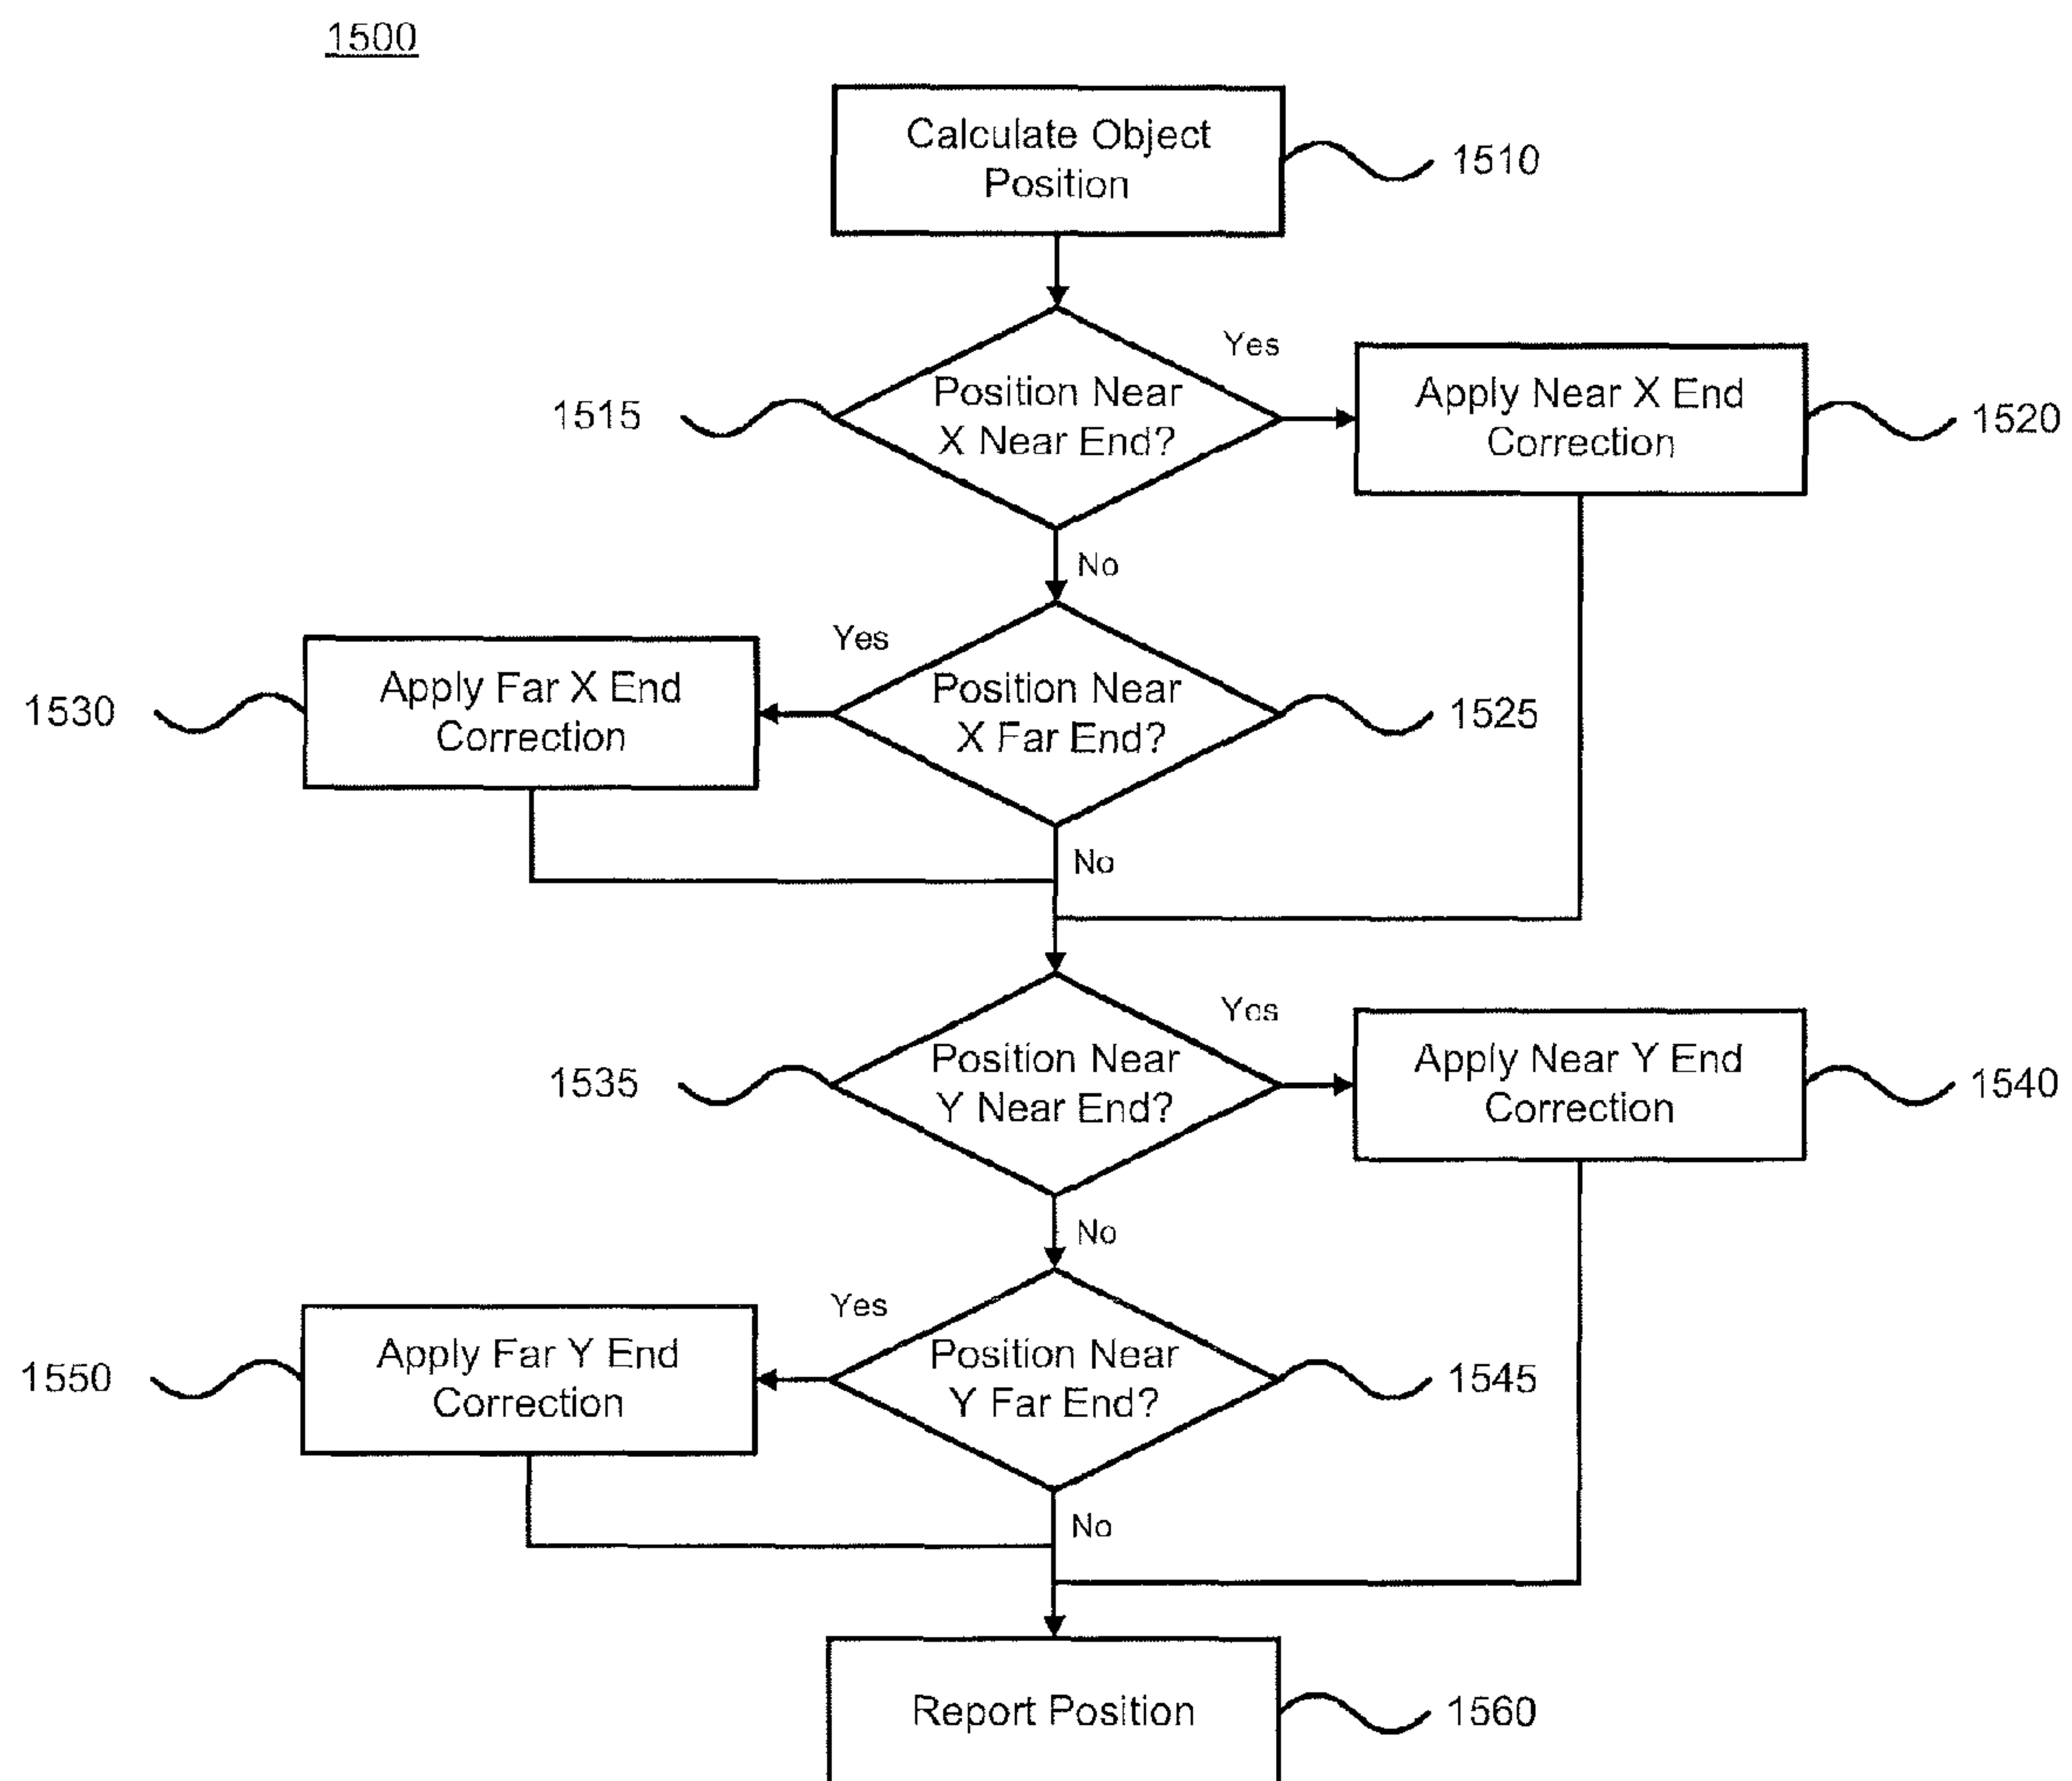 1500
Calculate Object
Position
1510
Yes
Position Near
X Near End?
1515
Apply Near X End
Correction
1520
No
Yes
Apply Far X End
Correction
1530
Position Near
X Far End?
1525
No
Yes
Position Near
Y Near End?
1535
Apply Near Y End
Correction
1540
No
Yes
Apply Far Y End
Correction
1550
Position Near
Y Far End?
1545
No
Report Position
1560